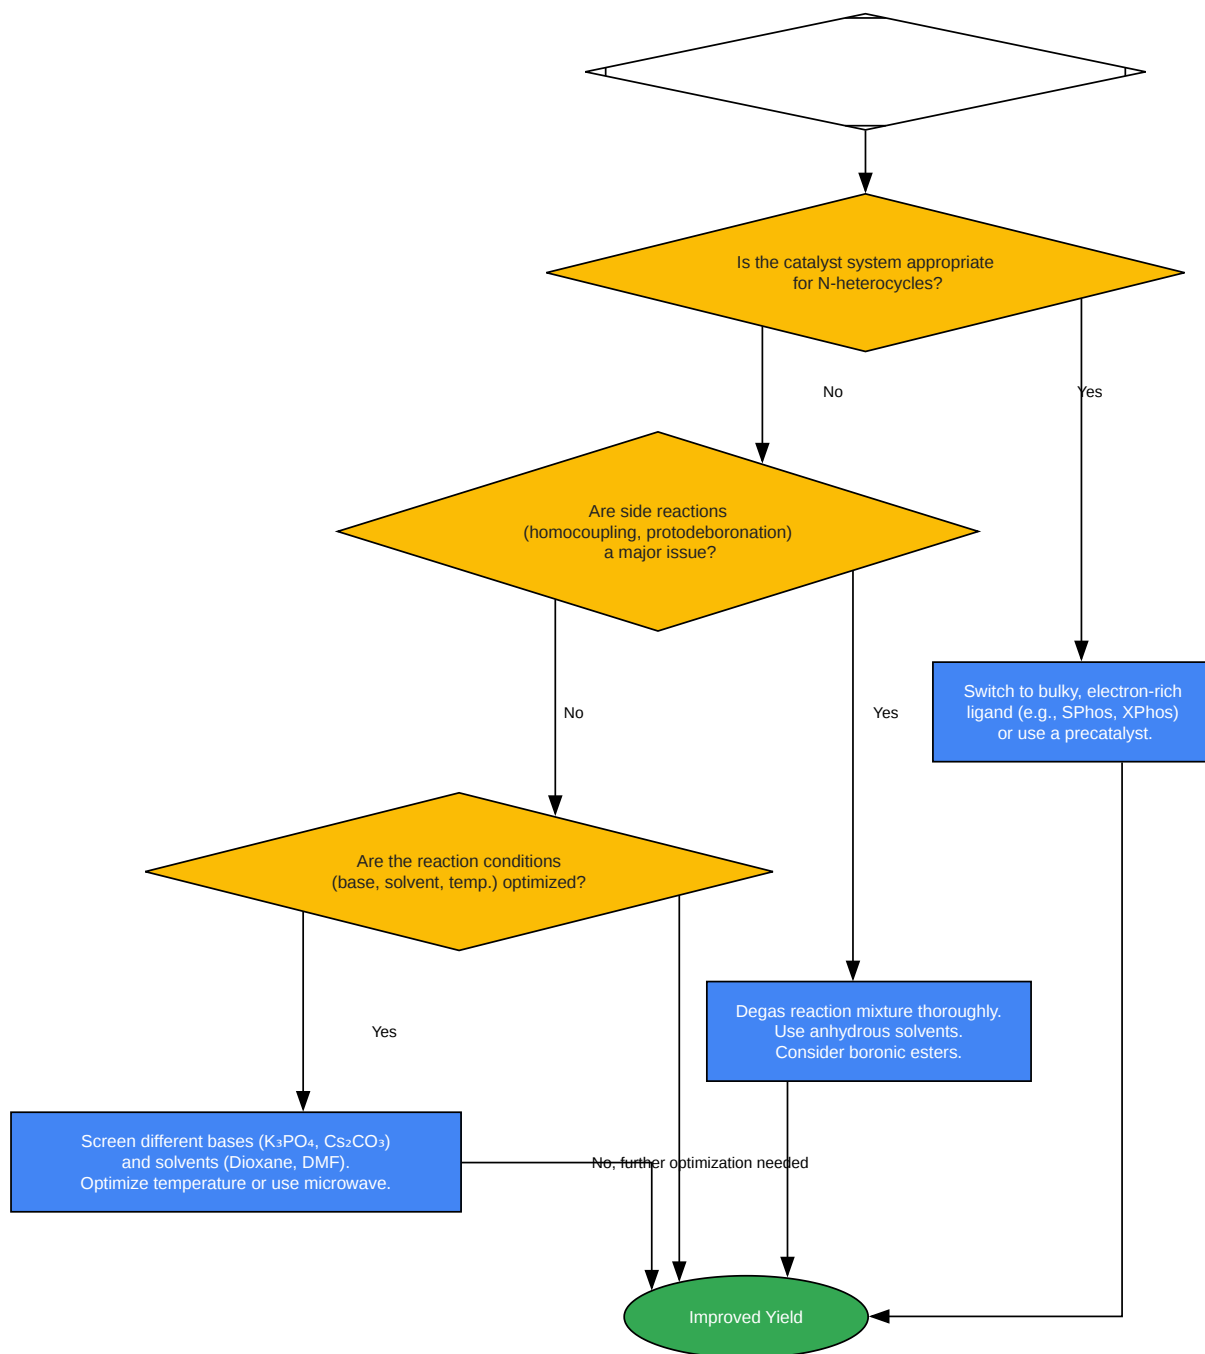 Is the catalyst system appropriate
for N-heterocycles?
No
Yes
Are side reactions
(homocoupling, protodeboronation)
a major issue?
Switch to bulky, electron-rich
ligand (e.g., SPhos, XPhos)
or use a precatalyst.
No
Yes
Are the reaction conditions
(base, solvent, temp.) optimized?
Degas reaction mixture thoroughly.
Use anhydrous solvents.
Consider boronic esters.
Yes
Screen different bases (K₃PO₄, Cs₂CO₃)
and solvents (Dioxane, DMF).
Optimize temperature or use microwave.
No, further optimization needed
Improved Yield